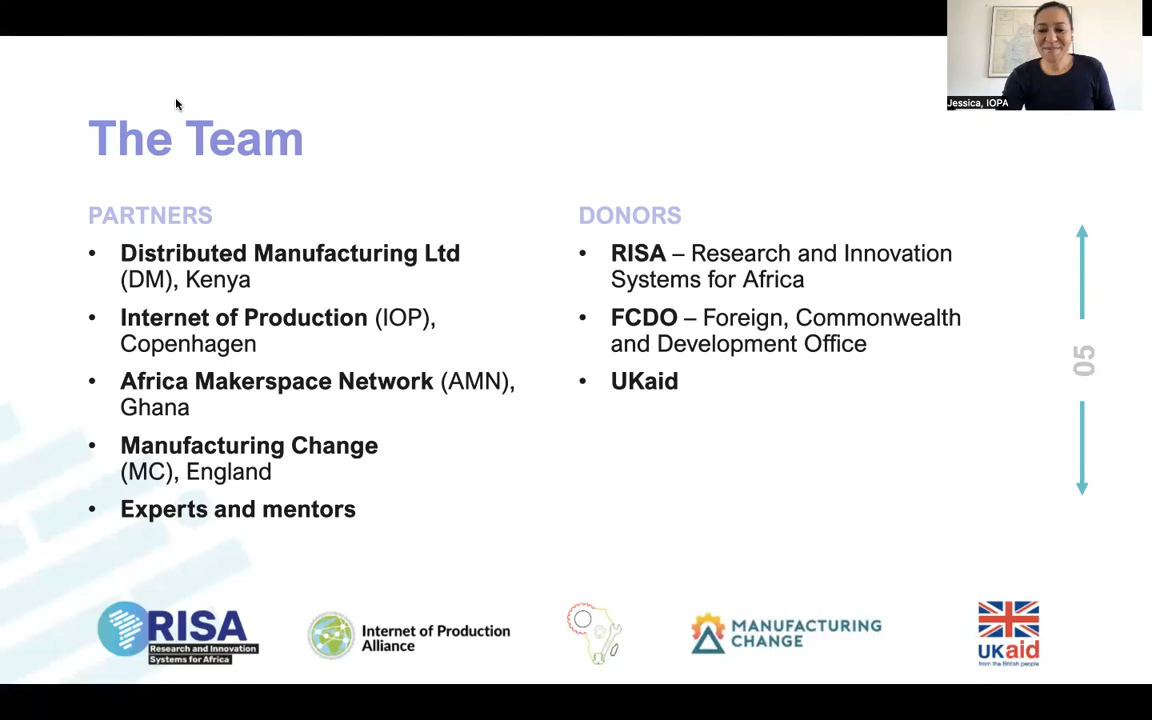 Jessica, IOPA
The Team
PARTNERS
• Distributed Manufacturing Ltd
(DM), Kenya
• Internet of Production (IOP),
Copenhagen
• Africa Makerspace Network (AMN),
Ghana
• Manufacturing Change
(MC), England
• Experts and mentors
DONORS
• RISA – Research and Innovation
Systems for Africa
• FCDO – Foreign, Commonwealth
and Development Office
• UKaid
05
RISA
Research and Innovation
Systems for Africa
Internet of Production
Alliance
MANUFACTURING
CHANGE
UKaid
from the British people